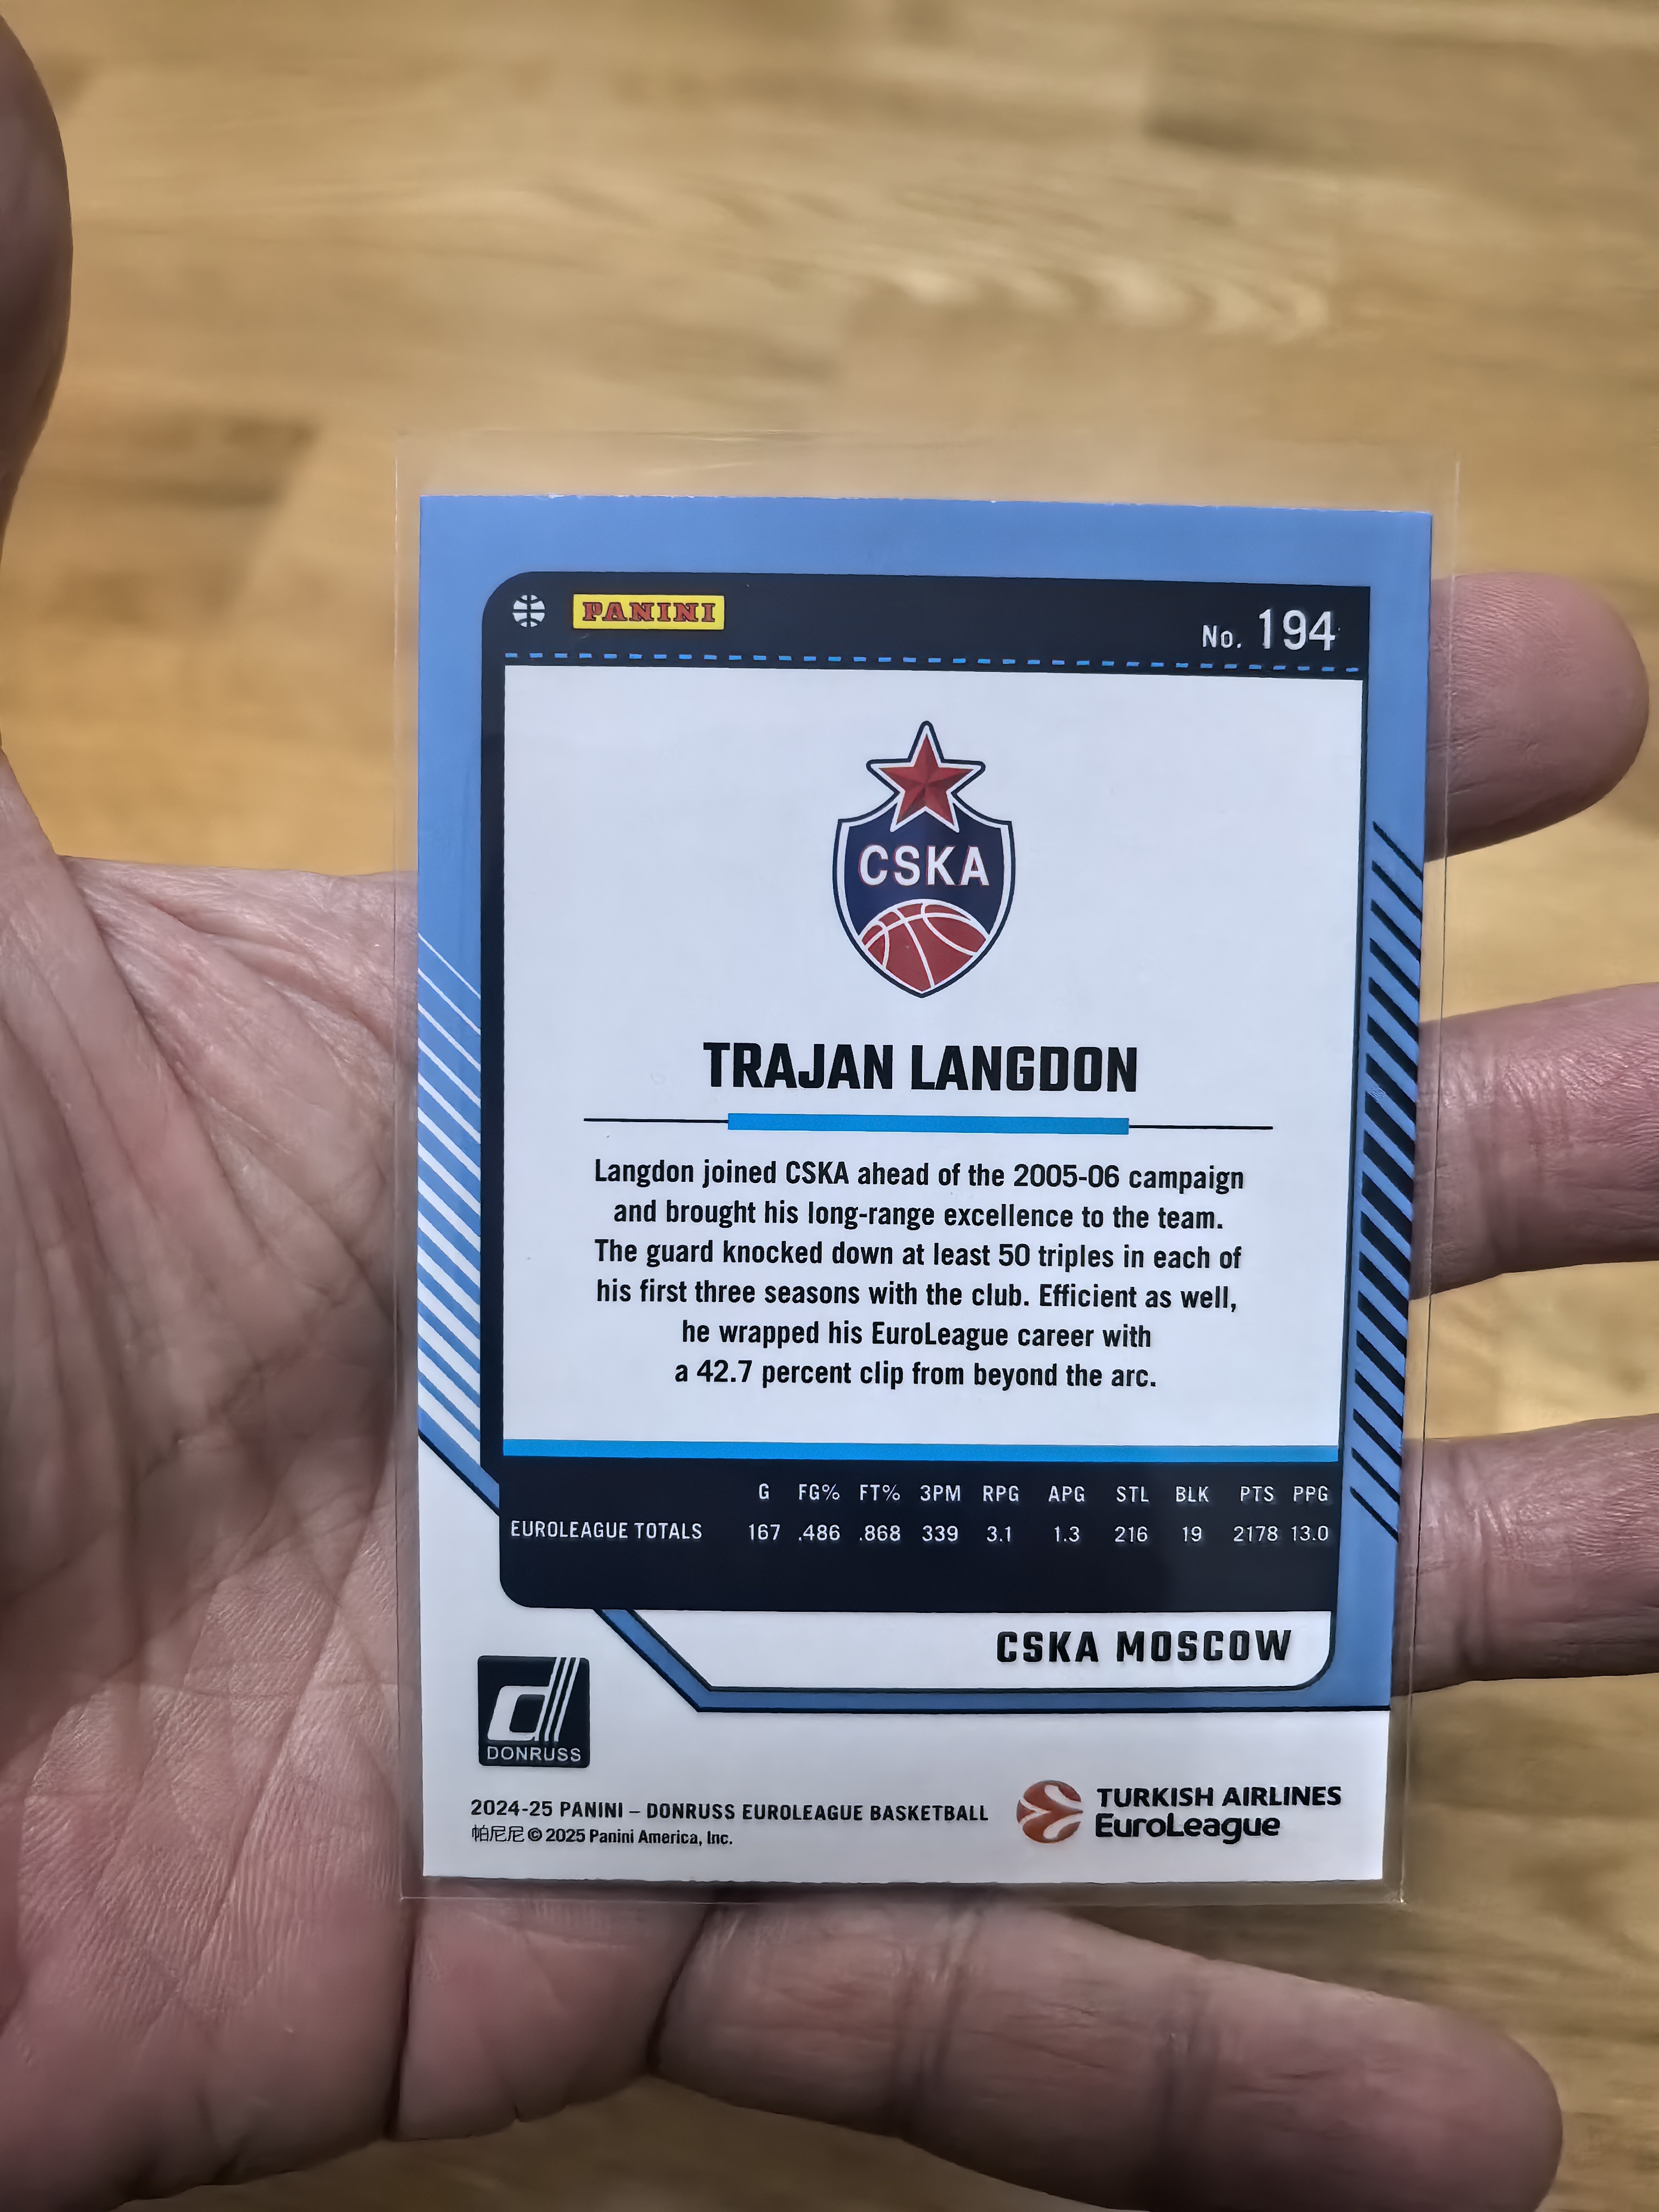 PANINI
No. 194
CSKA
TRAJAN LANGDON
Langdon joined CSKA ahead of the 2005-06 campaign
and brought his long-range excellence to the team.
The guard knocked down at least 50 triples in each of
his first three seasons with the club. Efficient as well,
he wrapped his EuroLeague career with
a 42.7 percent clip from beyond the arc.
G FG% FT% 3PM RPG APG STL BLK PTS PPG
EUROLEAGUE TOTALS 167 .486 .868 339 3.1 1.3 216 19 2178 13.0
CSKA MOSCOW
d
DONRUSS
2024-25 PANINI – DONRUSS EUROLEAGUE BASKETBALL
帕尼尼 © 2025 Panini America, Inc.
TURKISH AIRLINES
EuroLeague